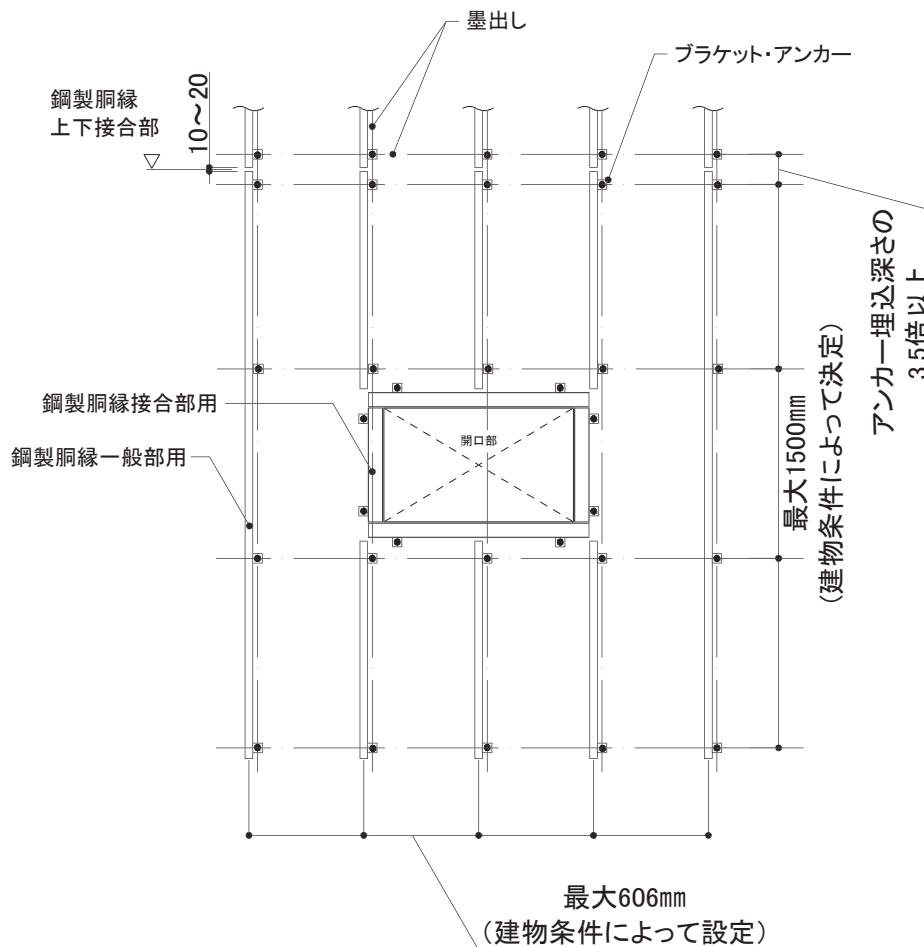 墨出し
ブラケット・アンカー
鋼製胴縁
上下接合部
10～20
アンカー埋込深さの
3.5倍以上
最大1500mm
（建物条件によって決定）
鋼製胴縁接合部用
開口部
鋼製胴縁一般部用
最大606mm
（建物条件によって設定）